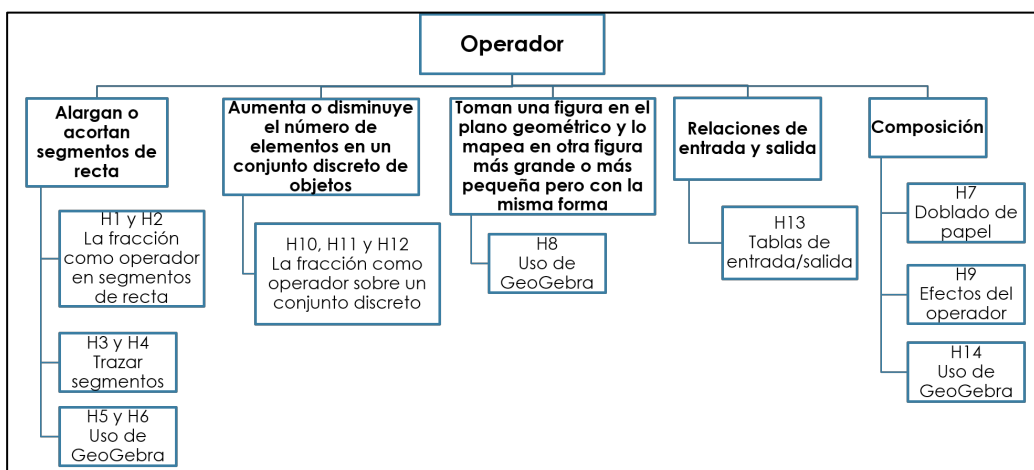 Operador
Alargan o
acortan
segmentos de
recta
H1 y H2
La fracción
como operador
en segmentos
de recta
H3 y H4
Trazar
segmentos
H5 y H6
Uso de
GeoGebra
Aumenta o disminuye
el número de
elementos en un
conjunto discreto de
objetos
H10, H11 y H12
La fracción como
operador sobre un
conjunto discreto
Toman una figura en el
plano geométrico y lo
mapea en otra figura
más grande o más
pequeña pero con la
misma forma
H8
Uso de
GeoGebra
Relaciones de
entrada y salida
H13
Tablas de
entrada/salida
Composición
H7
Doblado de
papel
H9
Efectos del
operador
H14
Uso de
GeoGebra